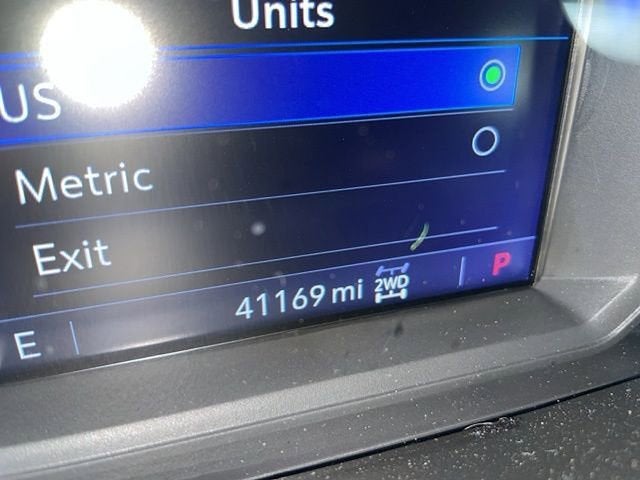 Units
US
Metric
Exit
41169 mi 2WD P
E